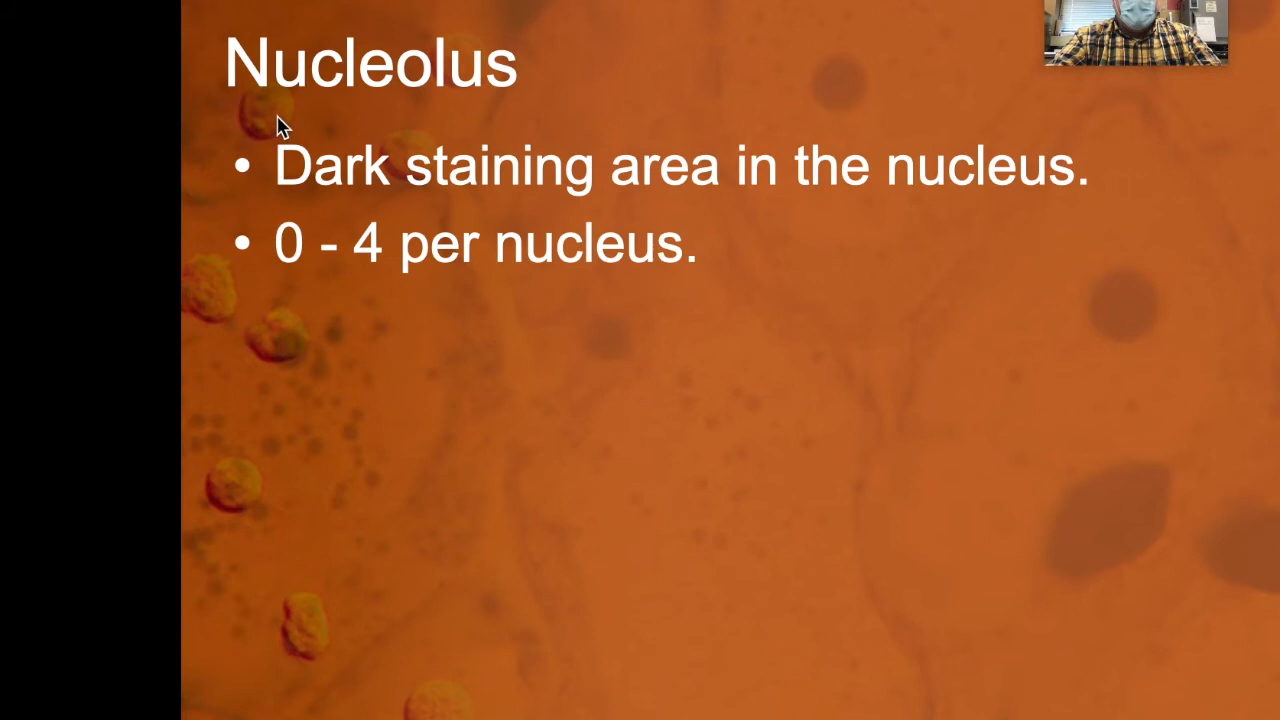 Nucleolus
• Dark staining area in the nucleus.
• 0 - 4 per nucleus.